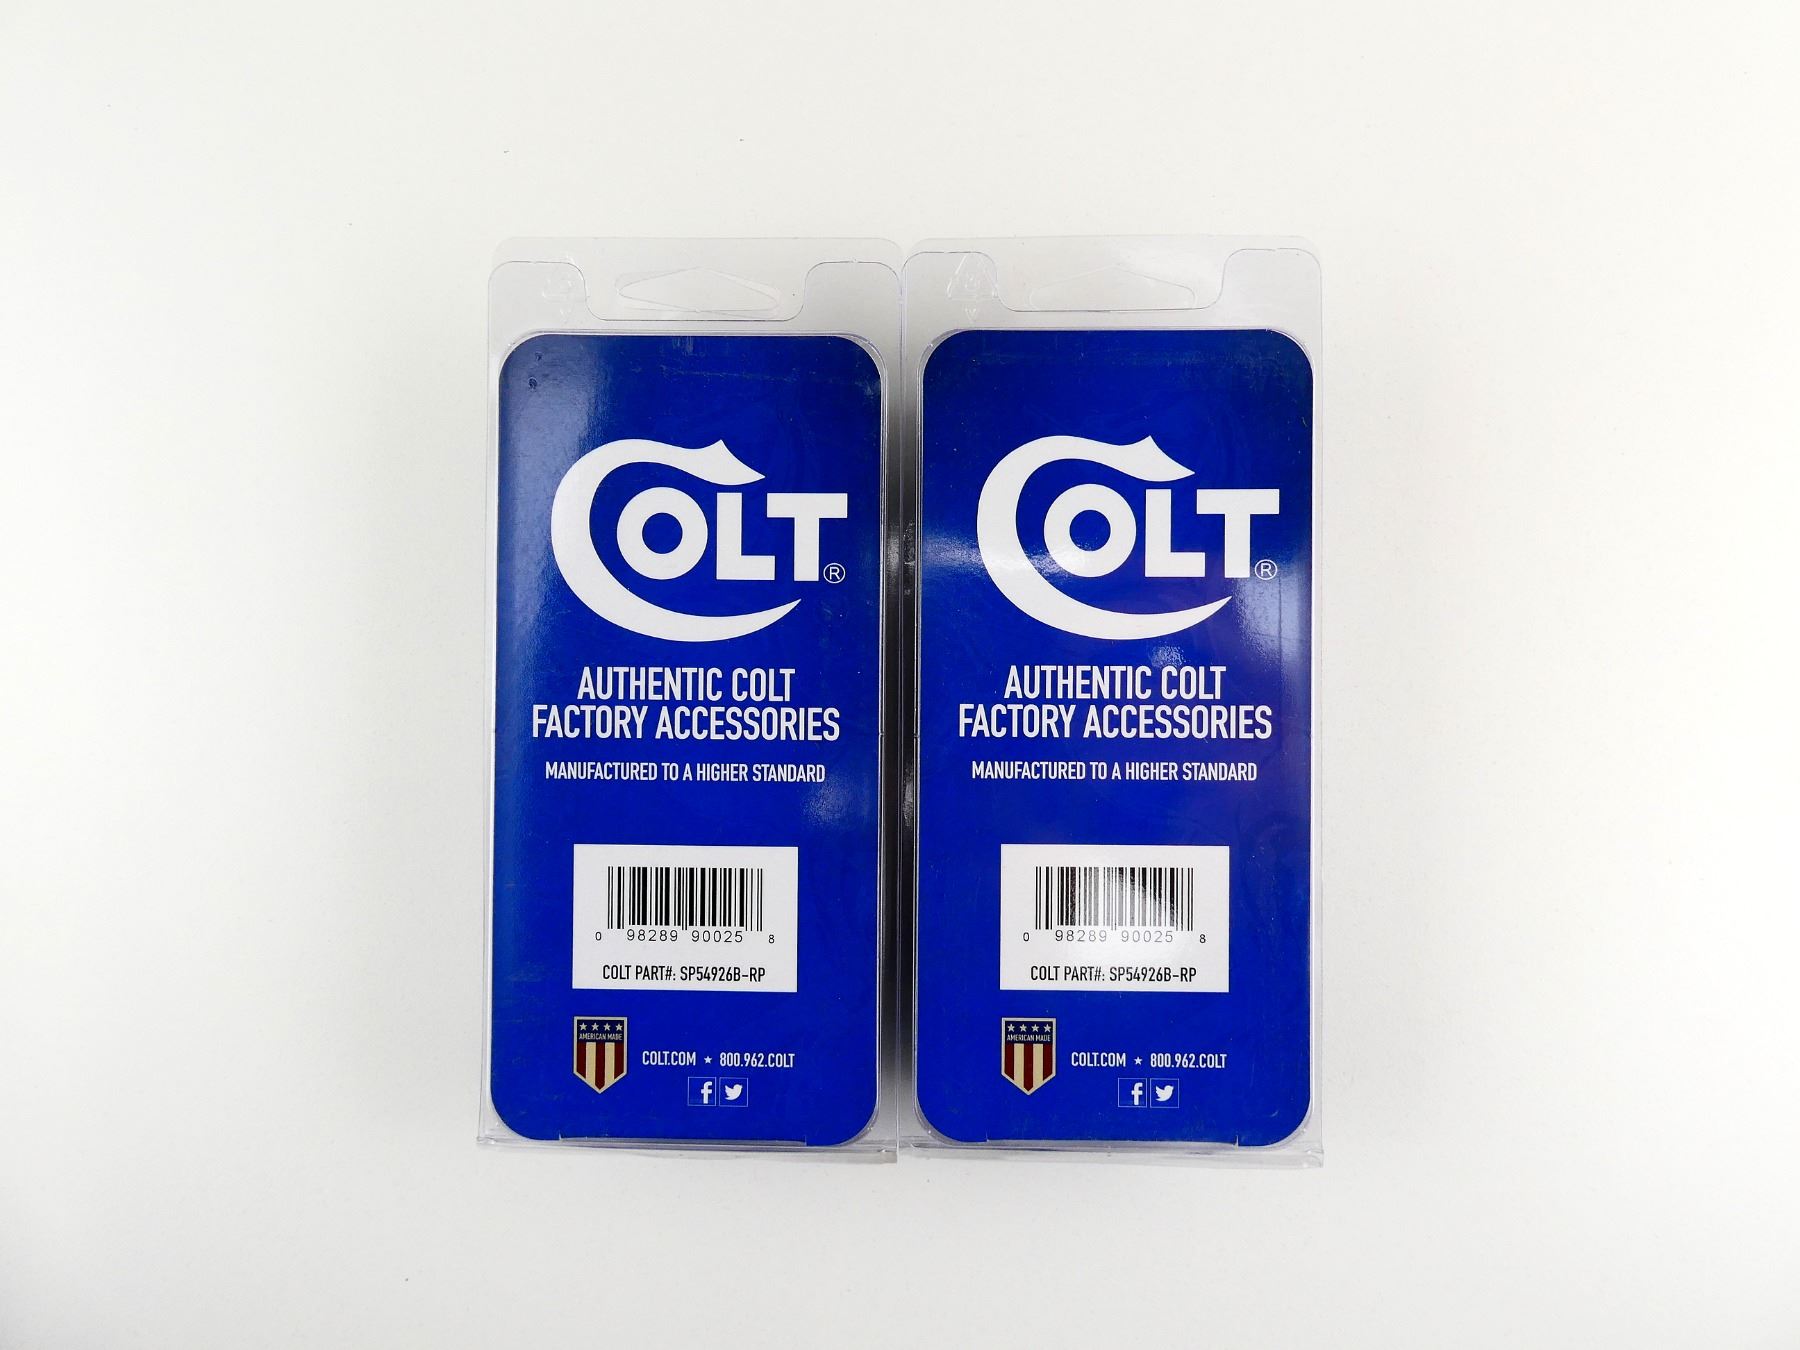 COLT®
AUTHENTIC COLT
FACTORY ACCESSORIES
MANUFACTURED TO A HIGHER STANDARD
0 98289 90025 8
COLT PART#: SP54926B-RP
AMERICAN MADE
COLT.COM ★ 800.962.COLT
COLT®
AUTHENTIC COLT
FACTORY ACCESSORIES
MANUFACTURED TO A HIGHER STANDARD
0 98289 90025 8
COLT PART#: SP54926B-RP
AMERICAN MADE
COLT.COM ★ 800.962.COLT